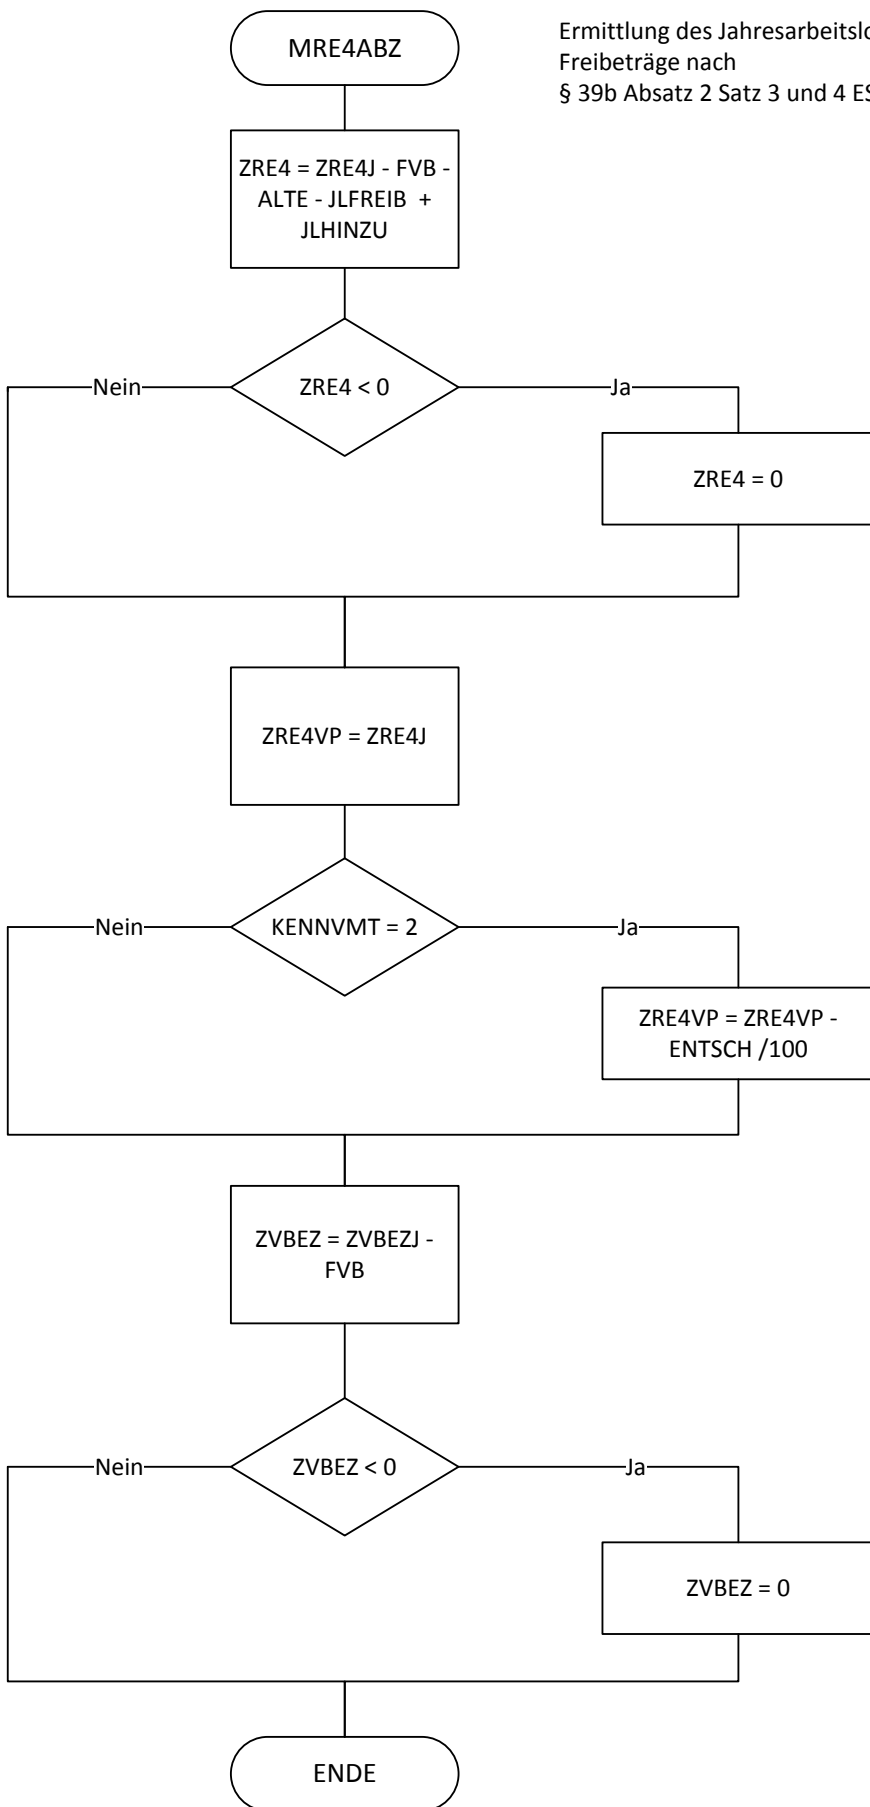 MRE4ABZ
Ermittlung des
Freibeträge nach
§ 39b Absatz 2 Satz 3 und 4
ZRE4 = ZRE4J - FVB -
ALTE - JLFREIB +
JLHINZU
ZRE4 < 0
Nein
Ja
ZRE4 = 0
ZRE4VP = ZRE4J
KENNVMT = 2
Nein
Ja
ZRE4VP = ZRE4VP -
ENTSCH /100
ZVBEZ = ZVBEZJ -
FVB
ZVBEZ < 0
Nein
Ja
ZVBEZ = 0
ENDE